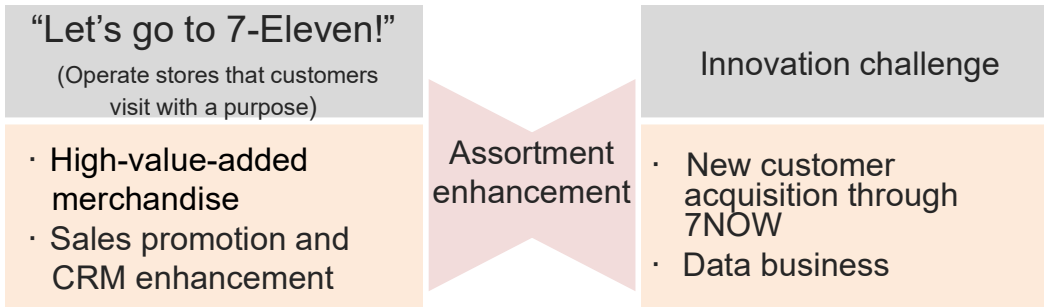 “Let’s go to 7-Eleven!”
(Operate stores that customers
visit with a purpose)
· High-value-added
merchandise
· Sales promotion and
CRM enhancement
Assortment
enhancement
Innovation challenge
· New customer
acquisition through
7NOW
· Data business